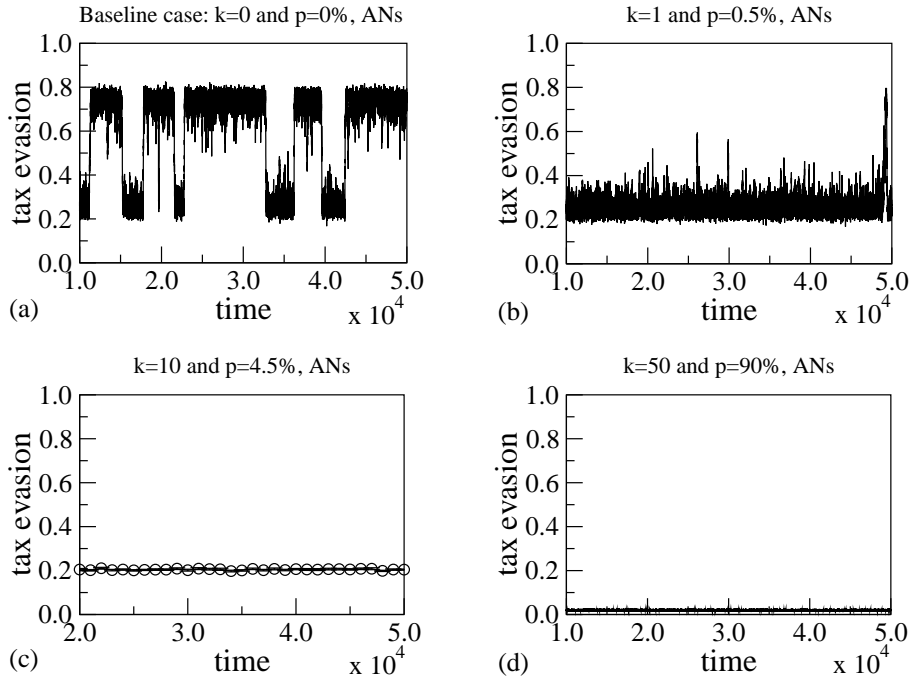 Baseline case: k=0 and p=0%, ANs
1.0
0.8
0.6
0.4
0.2
0.0
tax evasion
1.0 2.0 3.0 4.0 5.0
time
x 10^4
(a)
k=1 and p=0.5%, ANs
1.0
0.8
0.6
0.4
0.2
0.0
tax evasion
1.0 2.0 3.0 4.0 5.0
time
x 10^4
(b)
k=10 and p=4.5%, ANs
1.0
0.8
0.6
0.4
0.2
0.0
tax evasion
2.0 3.0 4.0 5.0
time
x 10^4
(c)
k=50 and p=90%, ANs
1.0
0.8
0.6
0.4
0.2
0.0
tax evasion
1.0 2.0 3.0 4.0 5.0
time
x 10^4
(d)